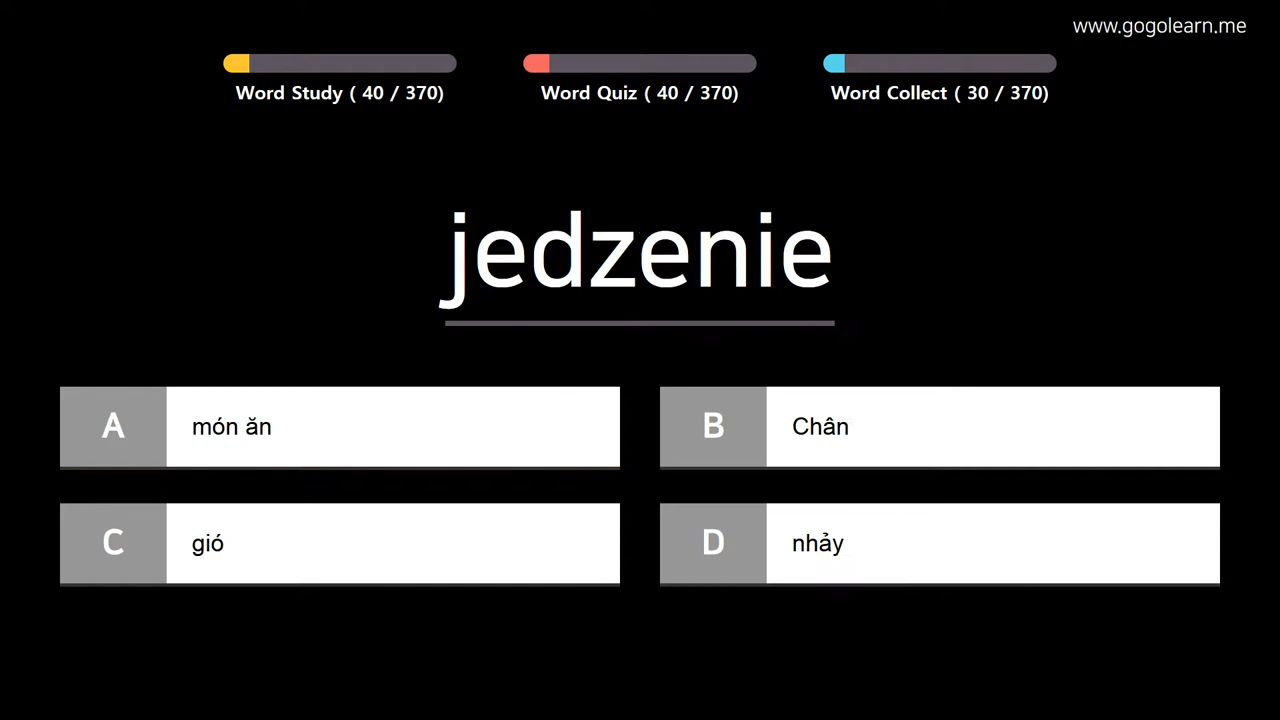 www.gogolearn.me
Word Study ( 40 / 370)
Word Quiz ( 40 / 370)
Word Collect ( 30 / 370)
jedzenie
A món ăn
B Chân
C gió
D nhảy